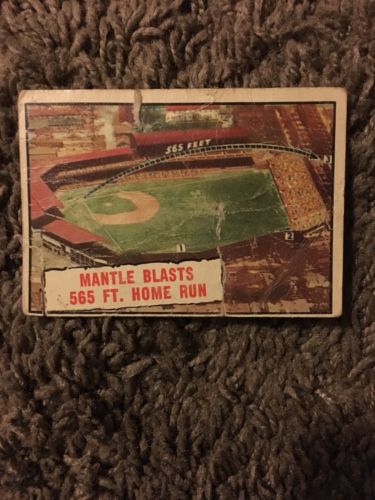 565 FEET
3
1
2
MANTLE BLASTS
565 FT. HOME RUN